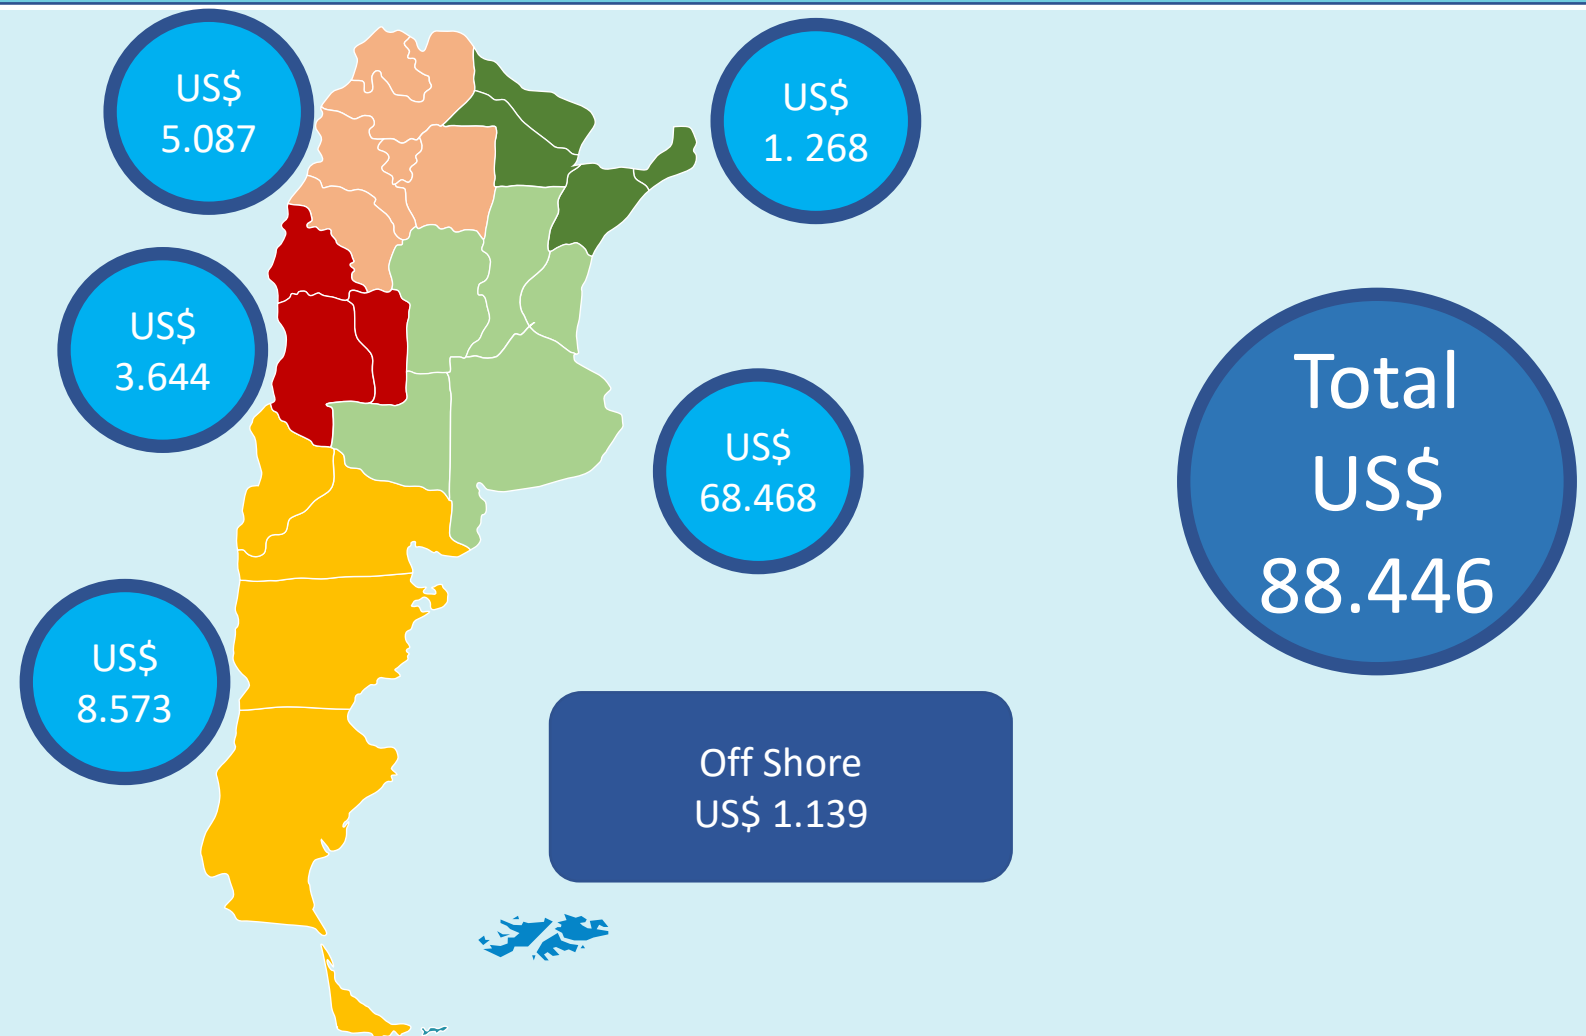 US$
5.087
US$
1. 268
US$
3.644
US$
68.468
US$
8.573
Off Shore
US$ 1.139
Total
US$
88.446